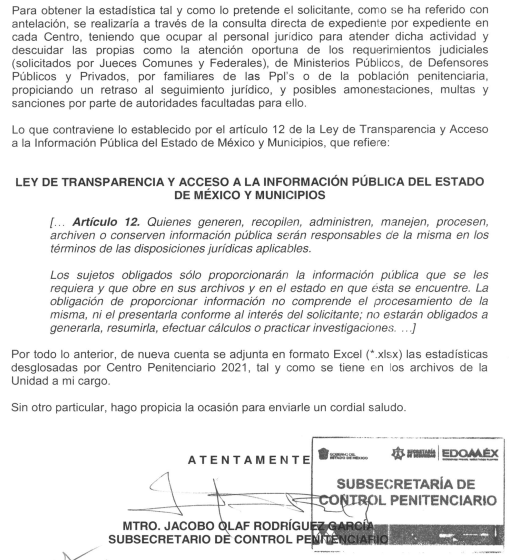 Para obtener la estadística tal y como lo pretende el solicitante, como se ha referido con
antelación, se realizaría a través de la consulta directa de expediente por expediente en
cada Centro, teniendo que ocupar al personal jurídico para atender dicha actividad y
descuidar las propias como la atención oportuna de los requerimientos judiciales
(solicitados por Jueces Comunes y Federales), de Ministerios Públicos, de Defensores
Públicos y Privados, por familiares de las Ppl's o de la población penitenciaria,
propiciando un retraso al seguimiento jurídico, y posibles amonestaciones, multas y
sanciones por parte de autoridades facultadas para ello.
Lo que contraviene lo establecido por el artículo 12 de la Ley de Transparencia y Acceso
a la Información Pública del Estado de México y Municipios, que refiere:
LEY DE TRANSPARENCIA Y ACCESO A LA INFORMACIÓN PÚBLICA DEL ESTADO
DE MÉXICO Y MUNICIPIOS
[… Artículo 12. Quienes generen, recopilen, administren, manejen, procesen,
archiven o conserven información pública serán responsables de la misma en los
términos de las disposiciones jurídicas aplicables.
Los sujetos obligados sólo proporcionarán la información pública que se les
requiera y que obre en sus archivos y en el estado en que ésta se encuentre. La
obligación de proporcionar información no comprende el procesamiento de la
misma, ni el presentarla conforme al interés del solicitante; no estarán obligados a
generarla, resumirla, efectuar cálculos o practicar investigaciones. …]
Por todo lo anterior, de nueva cuenta se adjunta en formato Excel (*.xlsx) las estadísticas
desglosadas por Centro Penitenciario 2021, tal y como se tiene en los archivos de la
Unidad a mi cargo.
Sin otro particular, hago propicia la ocasión para enviarle un cordial saludo.
ATENTAMENTE
GOBIERNO DEL
ESTADO DE MÉXICO
SECRETARÍA
DE SEGURIDAD
EDOMÉX
SUBSECRETARÍA DE
CONTROL PENITENCIARIO
MTRO. JACOBO OLAF RODRÍGUEZ GARCÍA
SUBSECRETARIO DE CONTROL PENITENCIARIO